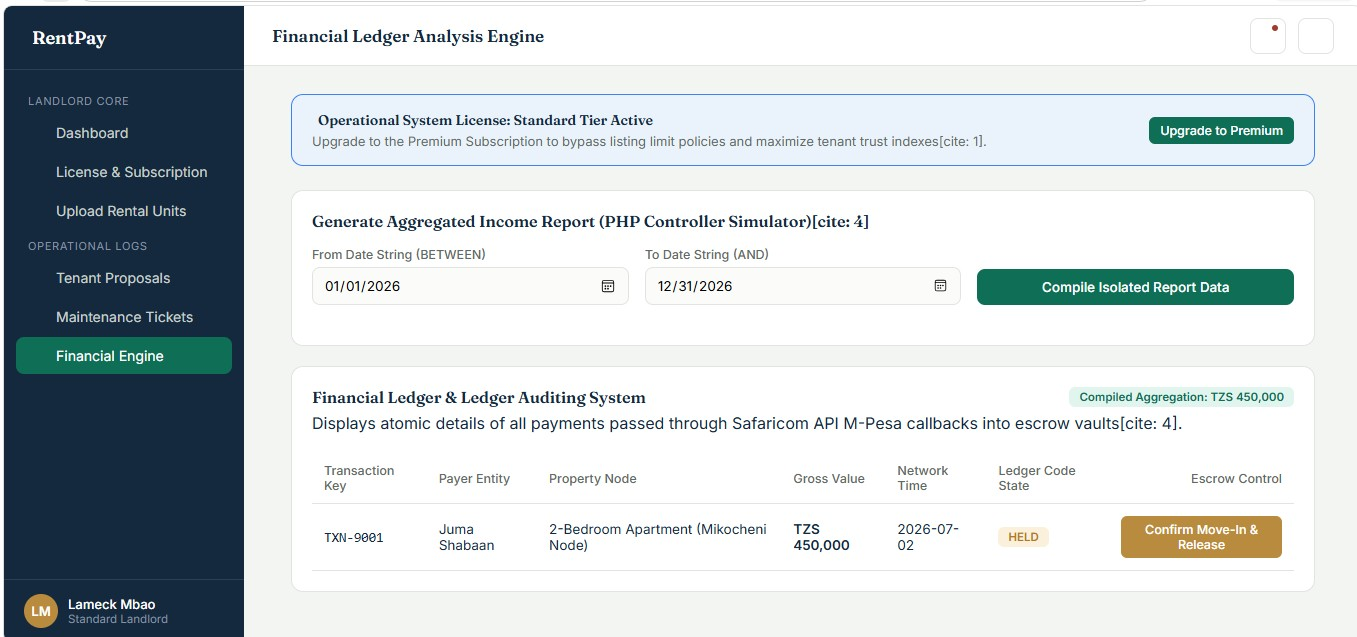 RentPay
LANDLORD CORE
Dashboard
License & Subscription
Upload Rental Units
OPERATIONAL LOGS
Tenant Proposals
Maintenance Tickets
Financial Engine
LM
Lameck Mbao
Standard Landlord
Financial Ledger Analysis Engine
Operational System License: Standard Tier Active
Upgrade to the Premium Subscription to bypass listing limit policies and maximize tenant trust indexes[cite: 1].
Upgrade to Premium
Generate Aggregated Income Report (PHP Controller Simulator)[cite: 4]
From Date String (BETWEEN)
01/01/2026
To Date String (AND)
12/31/2026
Compile Isolated Report Data
Financial Ledger & Ledger Auditing System
Compiled Aggregation: TZS 450,000
Displays atomic details of all payments passed through Safaricom API M-Pesa callbacks into escrow vaults[cite: 4].
Transaction
Key
Payer Entity
Property Node
Gross Value
Network
Time
Ledger Code
State
Escrow Control
TXN-9001
Juma
Shabaan
2-Bedroom Apartment (Mikocheni
Node)
TZS
450,000
2026-07-
02
HELD
Confirm Move-In &
Release